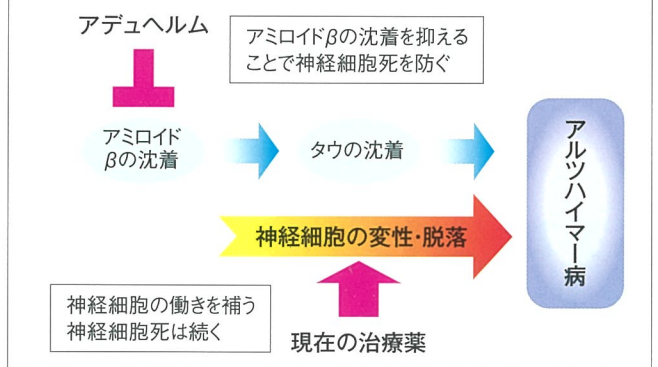 アデュヘルム
アミロイドβの沈着を抑える
ことで神経細胞死を防ぐ
アミロイド
βの沈着
タウの沈着
アルツハイマー病
神経細胞の変性・脱落
神経細胞の働きを補う
神経細胞死は続く
現在の治療薬